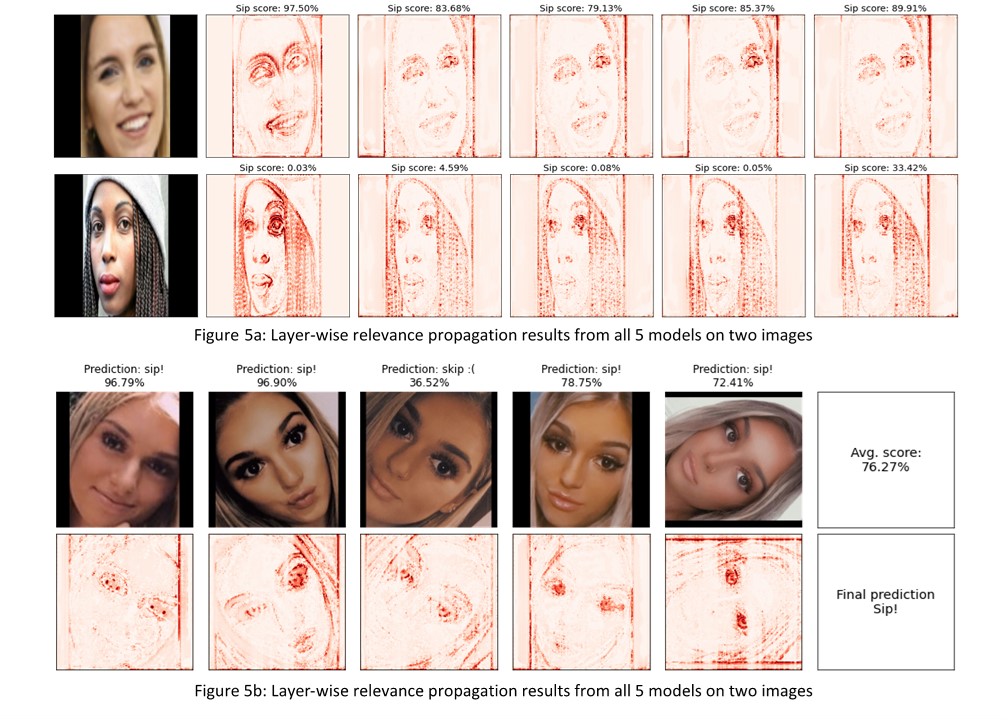 Sip score: 97.50% Sip score: 83.68% Sip score: 79.13% Sip score: 85.37% Sip score: 89.91%
Sip score: 0.03% Sip score: 4.59% Sip score: 0.08% Sip score: 0.05% Sip score: 33.42%
Figure 5a: Layer-wise relevance propagation results from all 5 models on two images
Prediction: sip! Prediction: sip! Prediction: skip :( Prediction: sip! Prediction: sip!
96.79% 96.90% 36.52% 78.75% 72.41%
Avg. score:
76.27%
Final prediction
Sip!
Figure 5b: Layer-wise relevance propagation results from all 5 models on two images